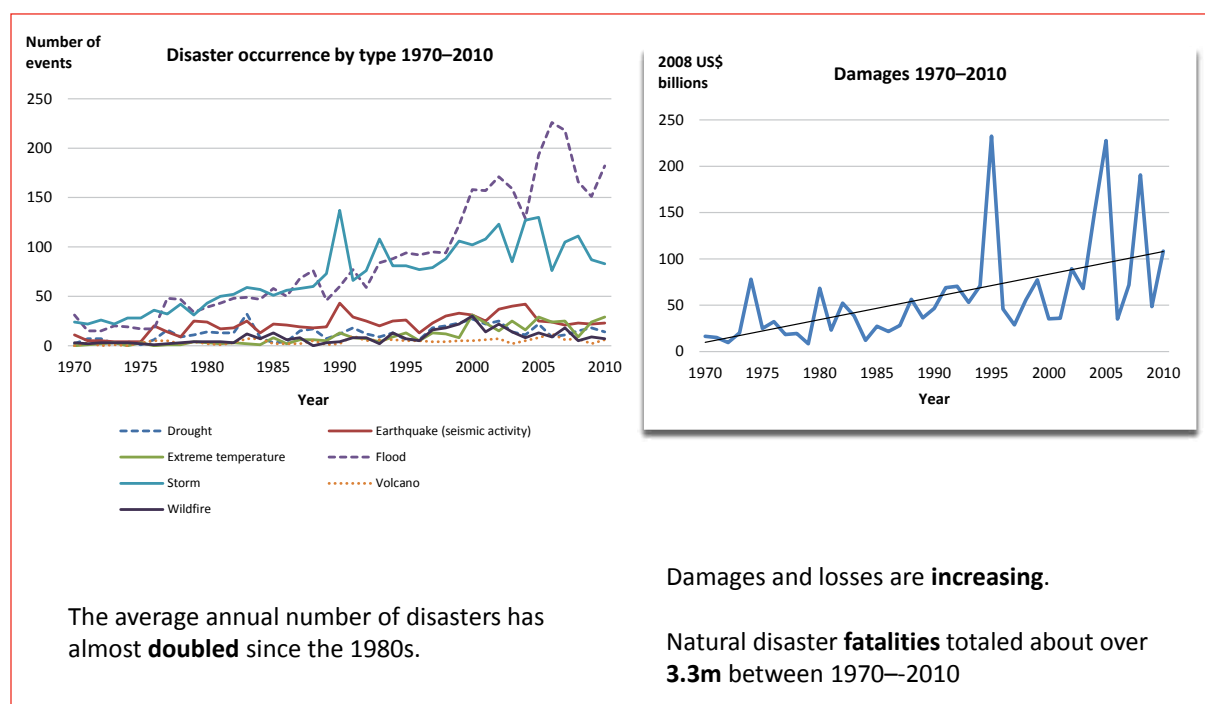 Number of
events
Disaster occurrence by type 1970–2010
250
200
150
100
50
0
1970 1975 1980 1985 1990 1995 2000 2005 2010
Year
Drought
Earthquake (seismic activity)
Extreme temperature
Flood
Storm
Volcano
Wildfire
2008 US$
billions
Damages 1970–2010
250
200
150
100
50
0
1970 1975 1980 1985 1990 1995 2000 2005 2010
Year
The average annual number of disasters has
almost doubled since the 1980s.
Damages and losses are increasing.
Natural disaster fatalities totaled about over
3.3m between 1970–-2010